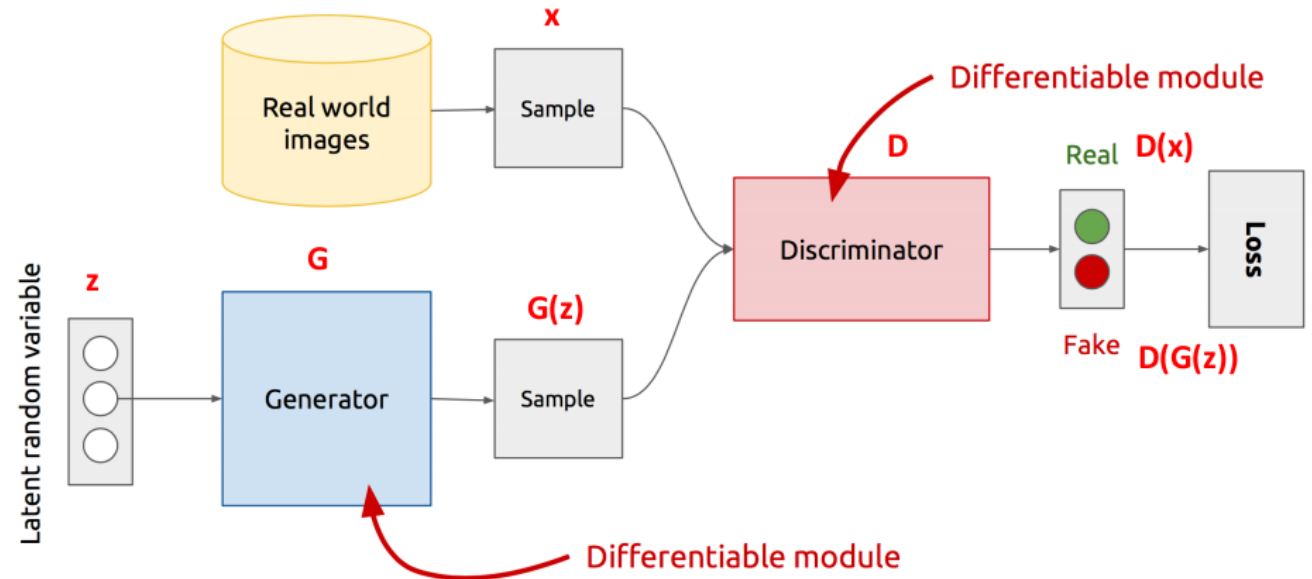 x
Real world
images
Sample
Differentiable module
D
Real
D(x)
Discriminator
Loss
Fake
D(G(z))
Latent random variable
z
G
Generator
G(z)
Sample
Differentiable module